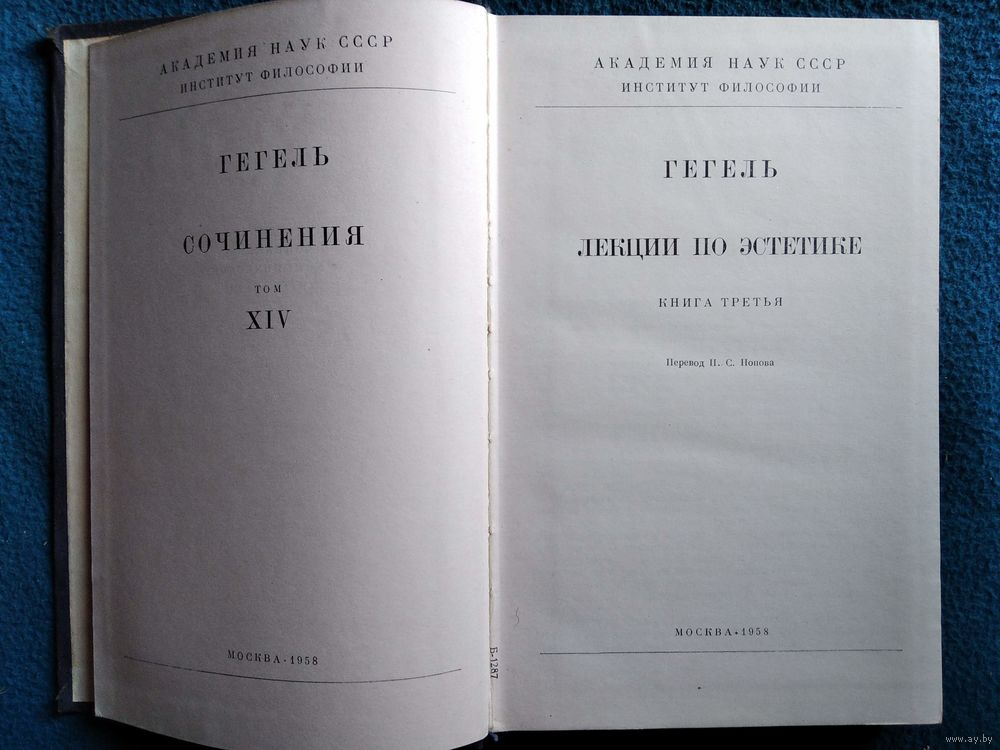 АКАДЕМИЯ НАУК СССР
ИНСТИТУТ ФИЛОСОФИИ
ГЕГЕЛЬ
СОЧИНЕНИЯ
ТОМ
XIV
МОСКВА · 1958
Б-1287
АКАДЕМИЯ НАУК СССР
ИНСТИТУТ ФИЛОСОФИИ
ГЕГЕЛЬ
ЛЕКЦИИ ПО ЭСТЕТИКЕ
КНИГА ТРЕТЬЯ
Перевод П. С. Попова
МОСКВА · 1958
www.ay.by